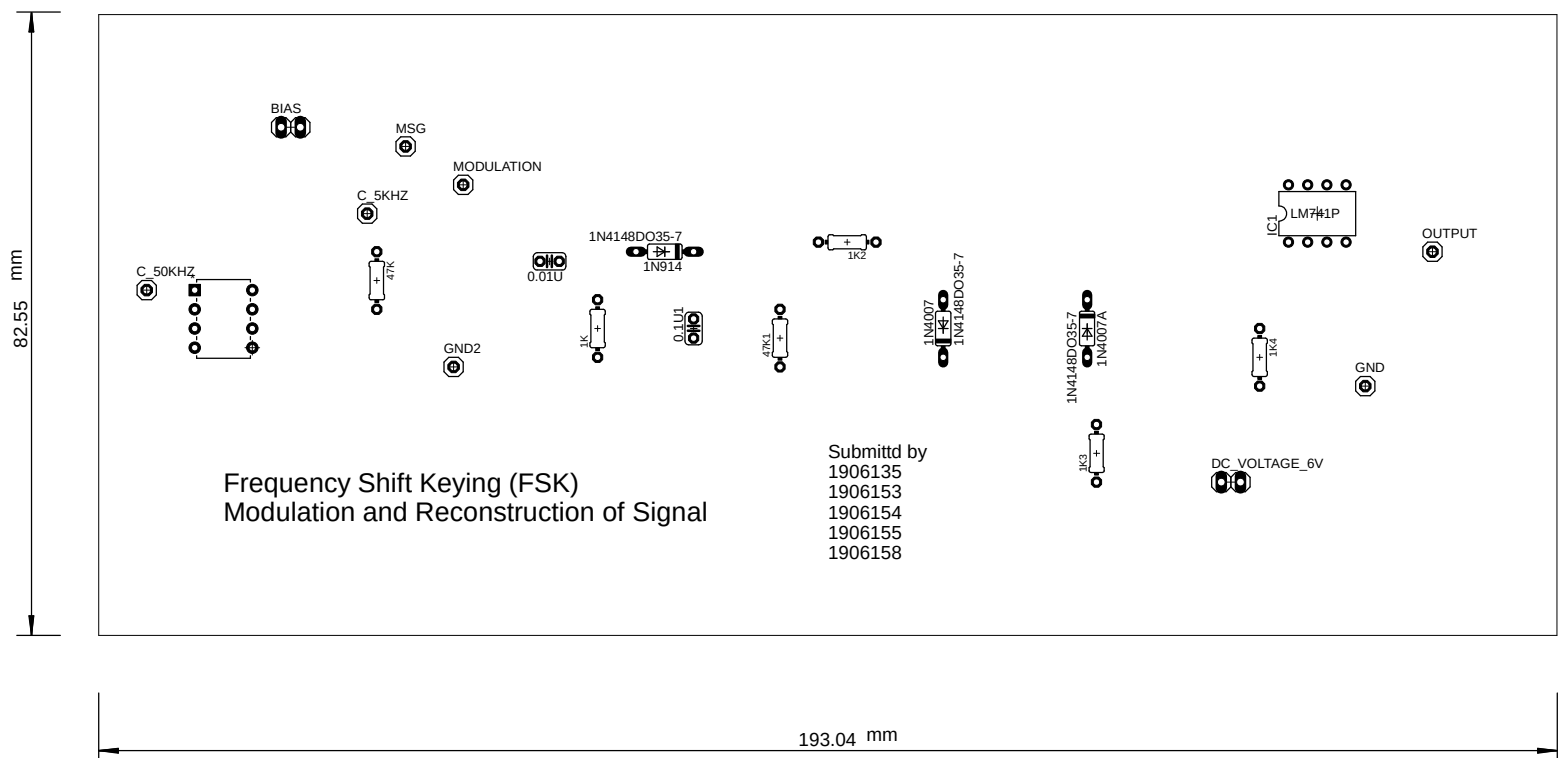 BIAS
MSG
MODULATION
C_5KHZ
47K
C_50KHZ
GND2
0.01U
1N4148DO35-7
1N914
1K
0.1U1
47K1
1K2
1N4007
1N4148DO35-7
1N4148DO35-7
1N4007A
1K3
IC1
LM741P
OUTPUT
1K4
GND
DC_VOLTAGE_6V
Frequency Shift Keying (FSK)
Modulation and Reconstruction of Signal
Submittd by
1906135
1906153
1906154
1906155
1906158
82.55 mm
193.04 mm